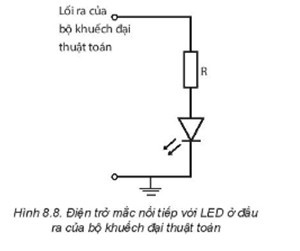 Lối ra của
bộ khuếch đại
thuật toán
R
Hình 8.8. Điện trở mắc nối tiếp với LED ở đầu
ra của bộ khuếch đại thuật toán